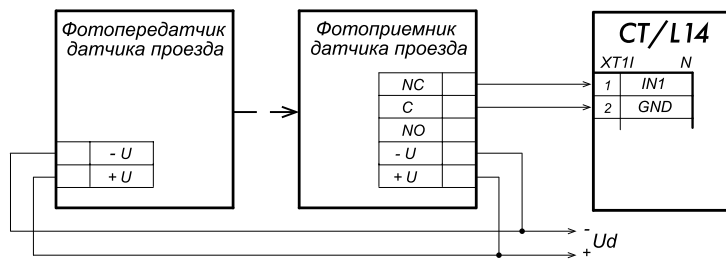 Фотопередатчик
датчика проезда
- U
+ U
Фотоприемник
датчика проезда
NC
C
NO
- U
+ U
CT/L14
XT1I N
1 IN1
2 GND
-
+ Ud